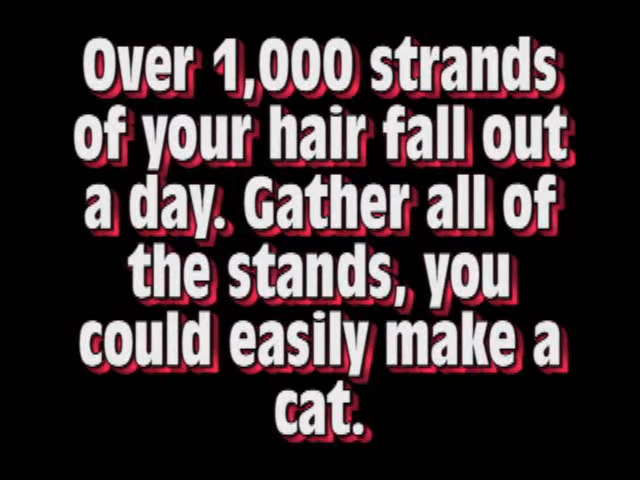 Over 1,000 strands
of your hair fall out
a day. Gather all of
the stands, you
could easily make a
cat.